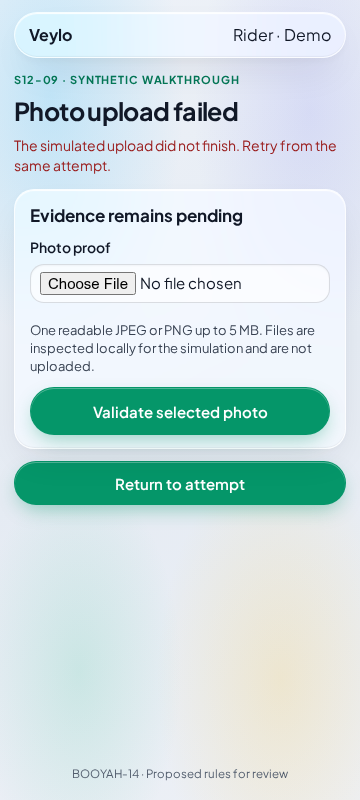 Veylo
Rider · Demo
S12-09 · SYNTHETIC WALKTHROUGH
Photo upload failed
The simulated upload did not finish. Retry from the
same attempt.
Evidence remains pending
Photo proof
Choose File No file chosen
One readable JPEG or PNG up to 5 MB. Files are
inspected locally for the simulation and are not
uploaded.
Validate selected photo
Return to attempt
BOOYAH-14 · Proposed rules for review